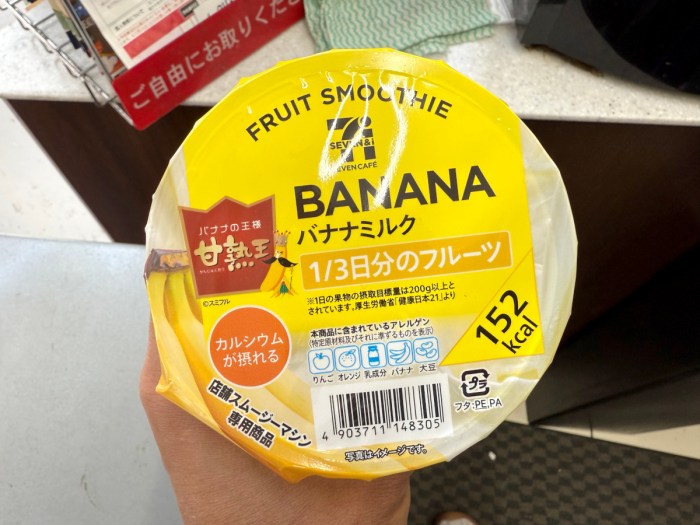 ご自由にお取りくだ
FRUIT SMOOTHIE
SEVEN&i
SEVEN CAFÉ
BANANA
バナナミルク
バナナの王様
甘熟王
かんじゅくおう
©スミフル
1/3日分のフルーツ
※1日の果物の摂取目標量は200g以上と
されています。厚生労働省「健康日本21」より
152
kcal
カルシウム
が摂れる
本商品に含まれているアレルゲン
(特定原材料及びそれに準ずるものを表示)
りんご オレンジ 乳成分 バナナ 大豆
店舗スムージーマシン
専用商品
4 903711 148305
プラ
フタ:PE,PA
写真はイメージです。